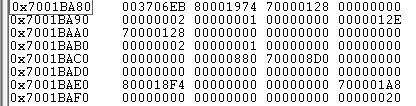 0x7001BA80 003706EB 80001974 70000128 00000000
0x7001BA90 00000002 00000001 00000000 0000012E
0x7001BAA0 70000128 00000000 00000000 00000000
0x7001BAB0 00000002 00000001 00000000 00000000
0x7001BAC0 00000000 00000880 700008D0 00000000
0x7001BAD0 00000000 00000000 00000000 00000000
0x7001BAE0 800018F4 00000000 00000000 700001A8
0x7001BAF0 00000000 00000000 00000000 00000020